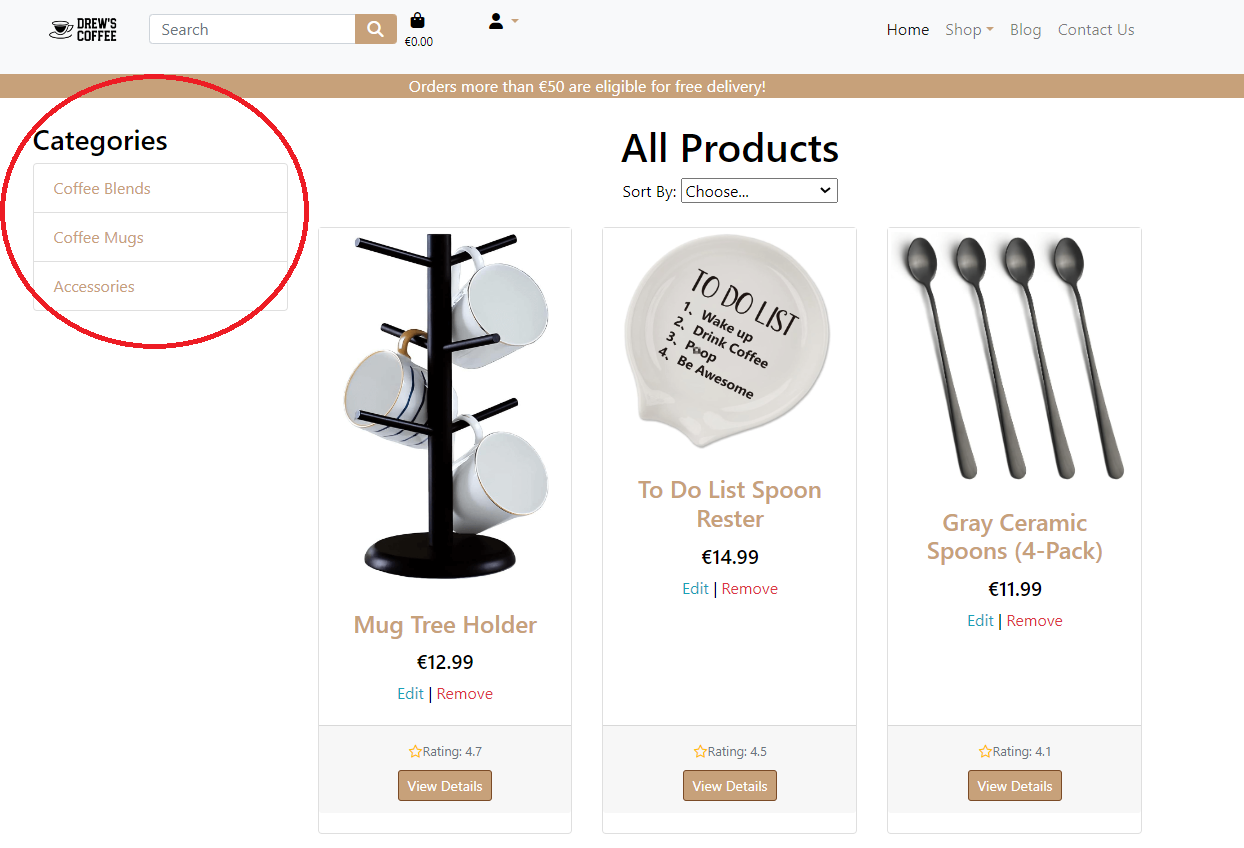 DREW'S
COFFEE
Search
€0.00
Home
Shop
Blog
Contact Us
Orders more than €50 are eligible for free delivery!
Categories
Coffee Blends
Coffee Mugs
Accessories
All Products
Sort By: Choose...
TO DO LIST
1、Wake up
2、Drink Coffee
3、Poop
4、Be Awesome
Mug Tree Holder
€12.99
Edit | Remove
Rating: 4.7
View Details
To Do List Spoon
Rester
€14.99
Edit | Remove
Rating: 4.5
View Details
Gray Ceramic
Spoons (4-Pack)
€11.99
Edit | Remove
Rating: 4.1
View Details